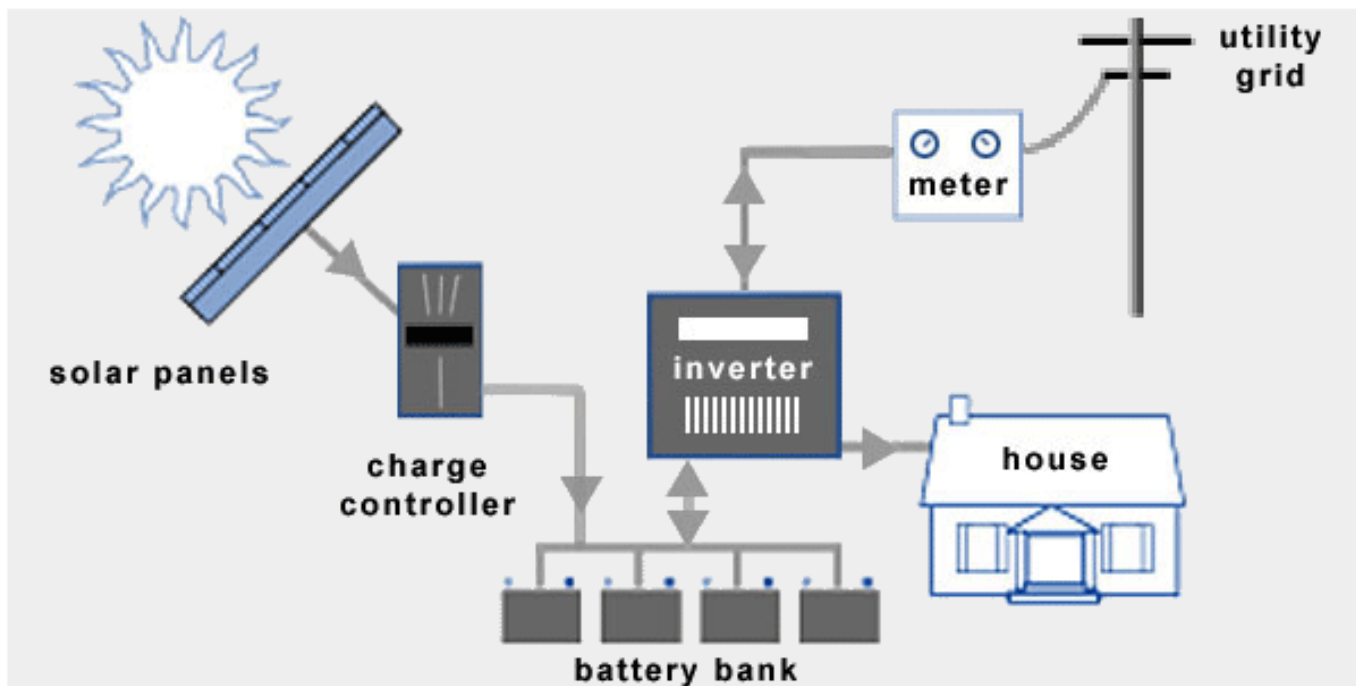 utility
grid
meter
solar panels
inverter
charge
controller
house
battery bank